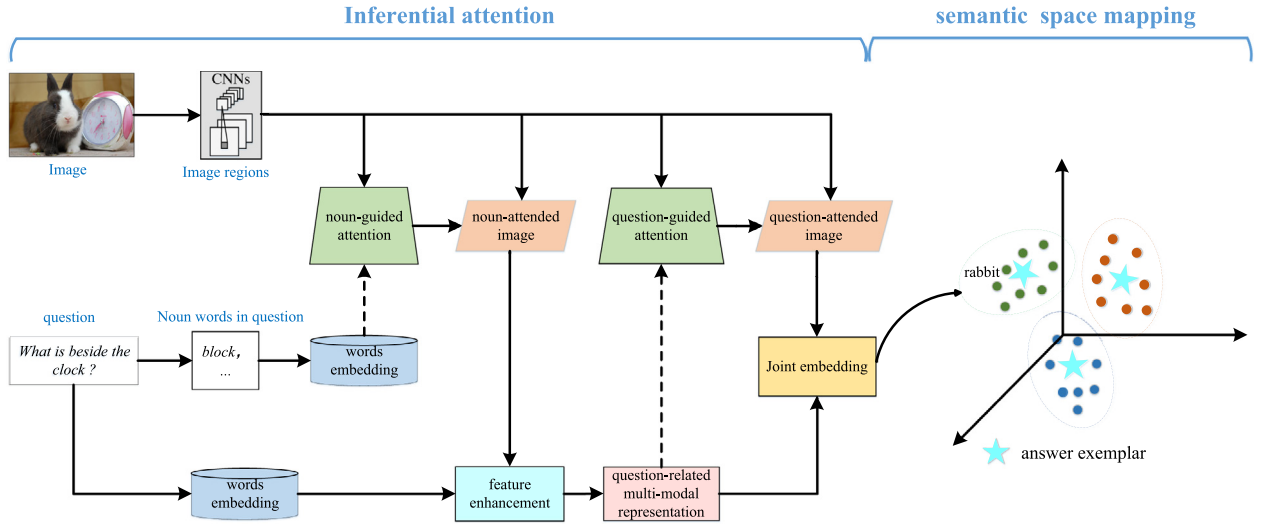 Inferential attention
semantic space mapping
CNNs
Image
Image regions
noun-guided
attention
noun-attended
image
question-guided
attention
question-attended
image
rabbit
question
Noun words in question
What is beside the
clock ?
block,
...
words
embedding
Joint embedding
answer exemplar
words
embedding
feature
enhancement
question-related
multi-modal
representation